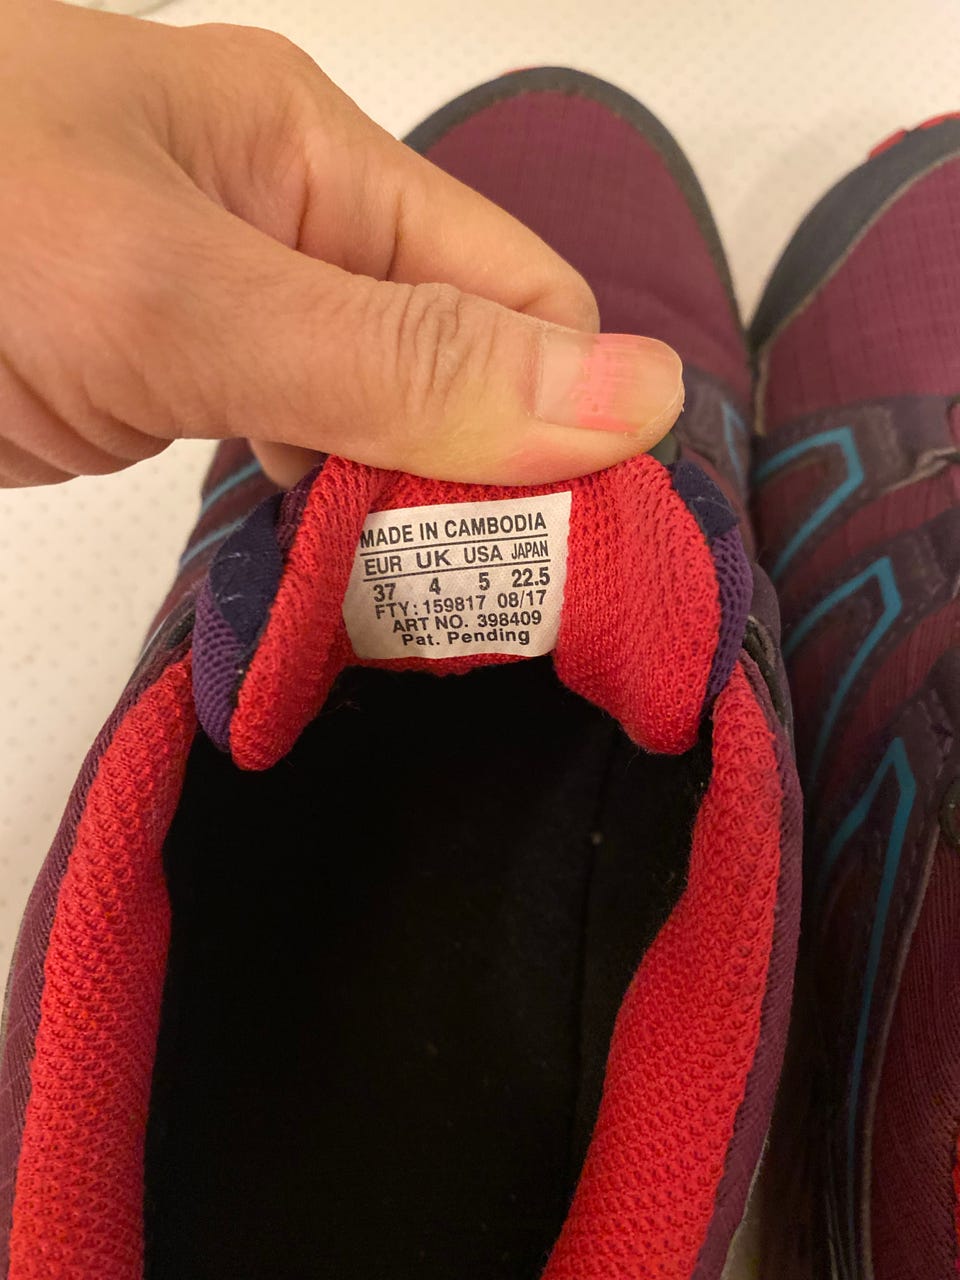 MADE IN CAMBODIA
EUR UK USA JAPAN
37 4 5 22.5
FTY: 159817 08/17
ART NO. 398409
Pat. Pending